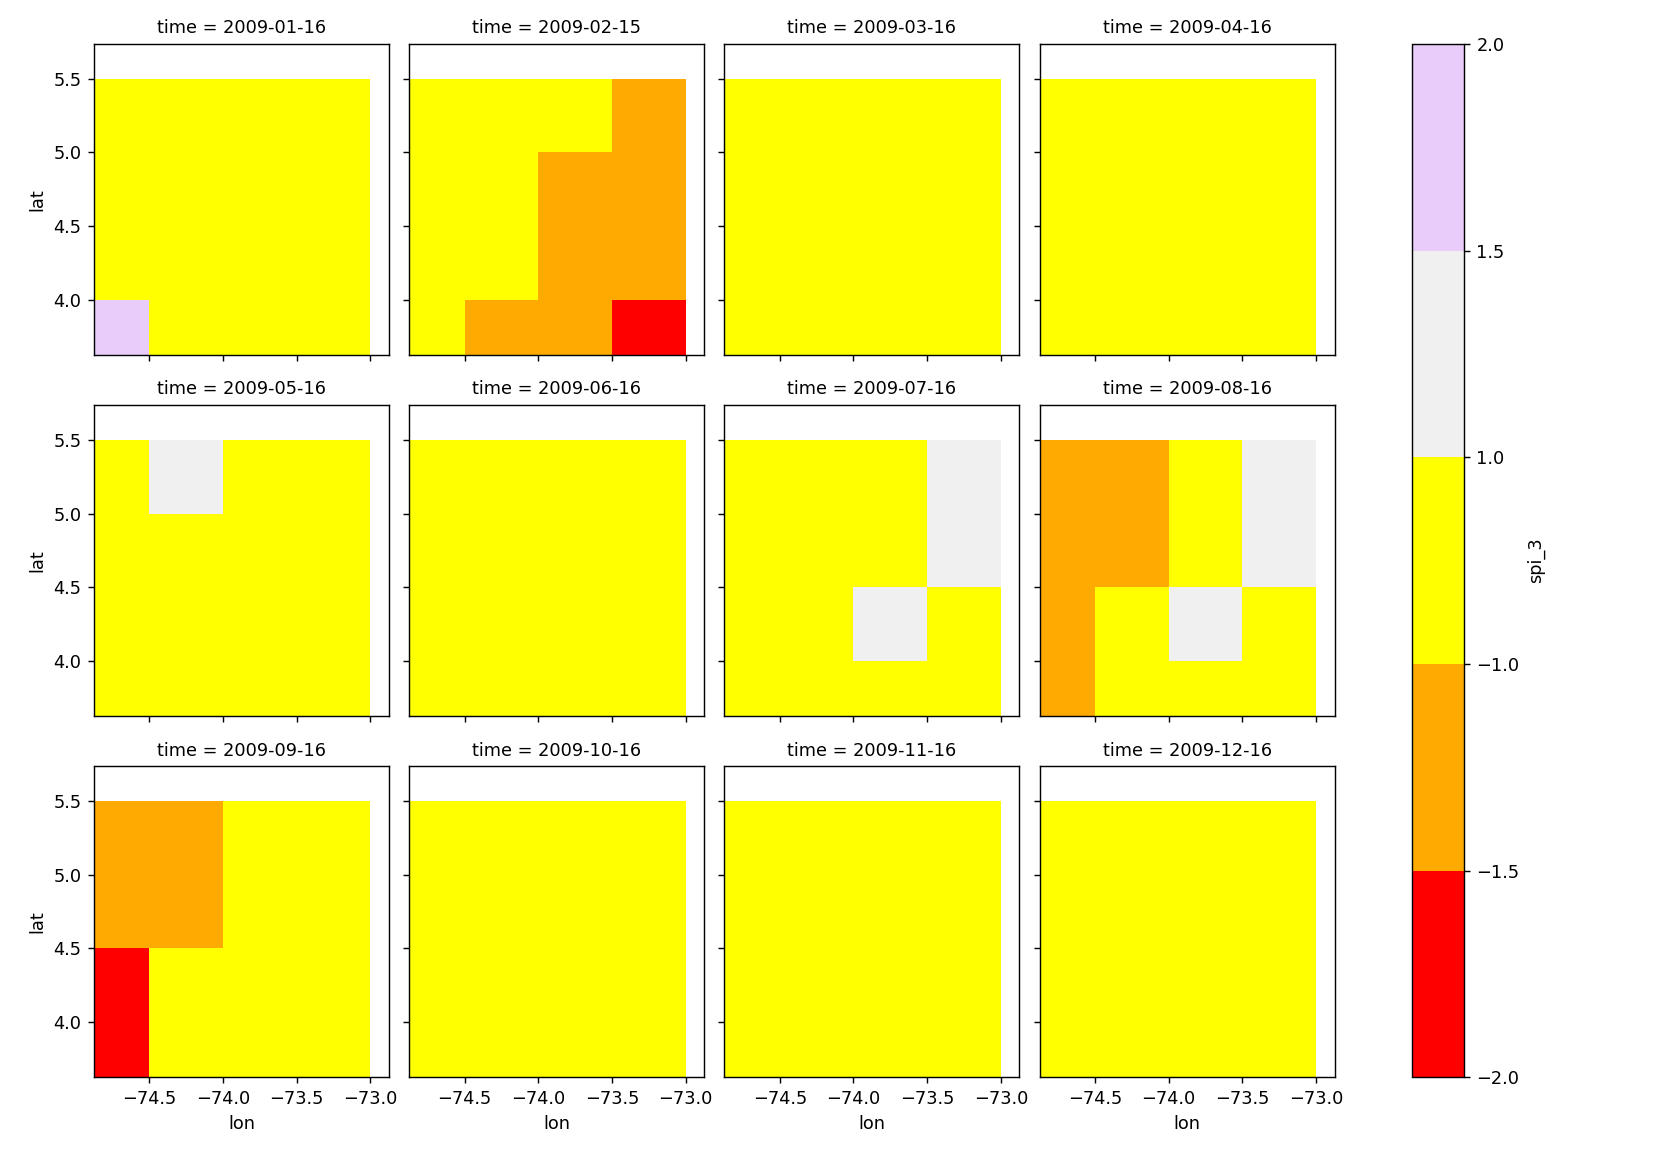 time = 2009-01-16
time = 2009-02-15
time = 2009-03-16
time = 2009-04-16
lat
5.5
5.0
4.5
4.0
time = 2009-05-16
time = 2009-06-16
time = 2009-07-16
time = 2009-08-16
lat
5.5
5.0
4.5
4.0
time = 2009-09-16
time = 2009-10-16
time = 2009-11-16
time = 2009-12-16
lat
5.5
5.0
4.5
4.0
−74.5 −74.0 −73.5 −73.0
lon
−74.5 −74.0 −73.5 −73.0
lon
−74.5 −74.0 −73.5 −73.0
lon
−74.5 −74.0 −73.5 −73.0
lon
2.0
1.5
1.0
−1.0
−1.5
−2.0
spi_3